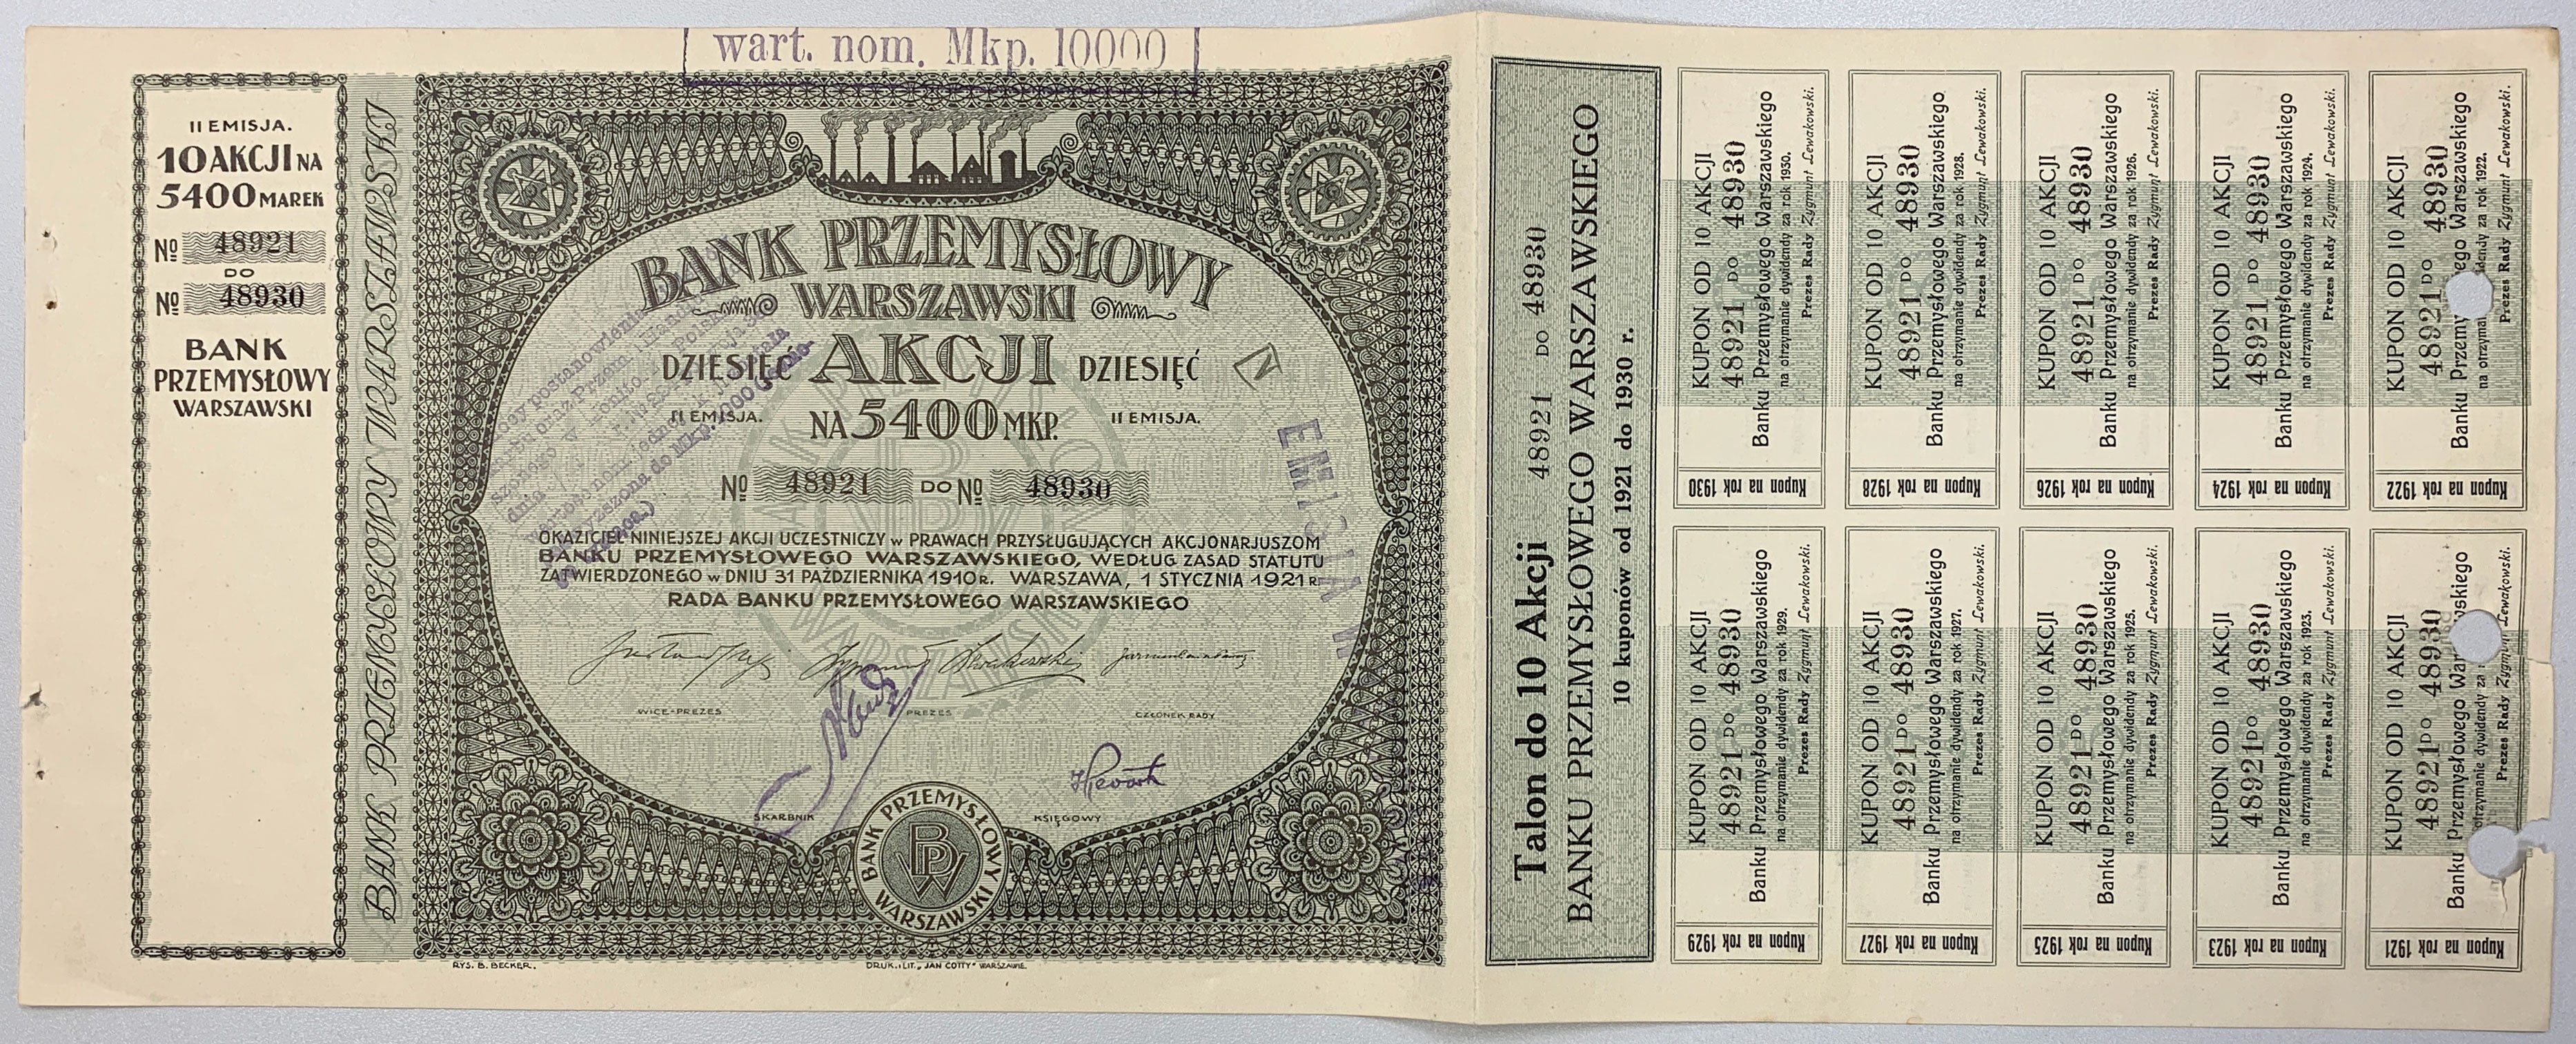 wart. nom. Mkp. 10000
II EMISJA.
10 AKCJI NA
5400 MAREK
No 48921
DO
No 48930
BANK
PRZEMYSŁOWY
WARSZAWSKI
BANK PRZEMYSŁOWY WARSZAWSKI
BANK PRZEMYSŁOWY
WARSZAWSKI
DZIESIĘĆ AKCJI DZIESIĘĆ
II EMISJA. NA 5400 MKP. II EMISJA.
No 48921 DO No 48930
OKAZICIEL NINIEJSZEJ AKCJI UCZESTNICZY W PRAWACH PRZYSŁUGUJĄCYCH AKCJONARJUSZOM
BANKU PRZEMYSŁOWEGO WARSZAWSKIEGO, WEDŁUG ZASAD STATUTU
ZATWIERDZONEGO W DNIU 31 PAŹDZIERNIKA 1910 R. WARSZAWA, 1 STYCZNIA 1921 R.
RADA BANKU PRZEMYSŁOWEGO WARSZAWSKIEGO
WICE-PREZES PREZES CZŁONEK RADY
SKARBNIK KSIĘGOWY
BANK PRZEMYSŁOWY WARSZAWSKI
BPW
RYS. B. BECKER. DRUK. I LIT. „JAN COTTY" WARSZAWIE.
EMISJA
Talon do 10 Akcji 48921 DO 48930
BANKU PRZEMYSŁOWEGO WARSZAWSKIEGO
10 kuponów od 1921 do 1930 r.
KUPON OD 10 AKCJI
48921 DO 48930
Banku Przemysłowego Warszawskiego
na otrzymanie dywidendy za rok 1930.
Prezes Rady Zygmunt Lewakowski.
Kupon na rok 1930
KUPON OD 10 AKCJI
48921 DO 48930
Banku Przemysłowego Warszawskiego
na otrzymanie dywidendy za rok 1928.
Prezes Rady Zygmunt Lewakowski.
Kupon na rok 1928
KUPON OD 10 AKCJI
48921 DO 48930
Banku Przemysłowego Warszawskiego
na otrzymanie dywidendy za rok 1926.
Prezes Rady Zygmunt Lewakowski.
Kupon na rok 1926
KUPON OD 10 AKCJI
48921 DO 48930
Banku Przemysłowego Warszawskiego
na otrzymanie dywidendy za rok 1924.
Prezes Rady Zygmunt Lewakowski.
Kupon na rok 1924
KUPON OD 10 AKCJI
48921 DO 48930
Banku Przemysłowego Warszawskiego
na otrzymanie dywidendy za rok 1922.
Prezes Rady Zygmunt Lewakowski.
Kupon na rok 1922
KUPON OD 10 AKCJI
48921 DO 48930
Banku Przemysłowego Warszawskiego
na otrzymanie dywidendy za rok 1929.
Prezes Rady Zygmunt Lewakowski.
Kupon na rok 1929
KUPON OD 10 AKCJI
48921 DO 48930
Banku Przemysłowego Warszawskiego
na otrzymanie dywidendy za rok 1927.
Prezes Rady Zygmunt Lewakowski.
Kupon na rok 1927
KUPON OD 10 AKCJI
48921 DO 48930
Banku Przemysłowego Warszawskiego
na otrzymanie dywidendy za rok 1925.
Prezes Rady Zygmunt Lewakowski.
Kupon na rok 1925
KUPON OD 10 AKCJI
48921 DO 48930
Banku Przemysłowego Warszawskiego
na otrzymanie dywidendy za rok 1923.
Prezes Rady Zygmunt Lewakowski.
Kupon na rok 1923
KUPON OD 10 AKCJI
48921 DO 48930
Banku Przemysłowego Warszawskiego
otrzymanie dywidendy za
Prezes Rady Zygmunt Lewakowski.
Kupon na rok 1921